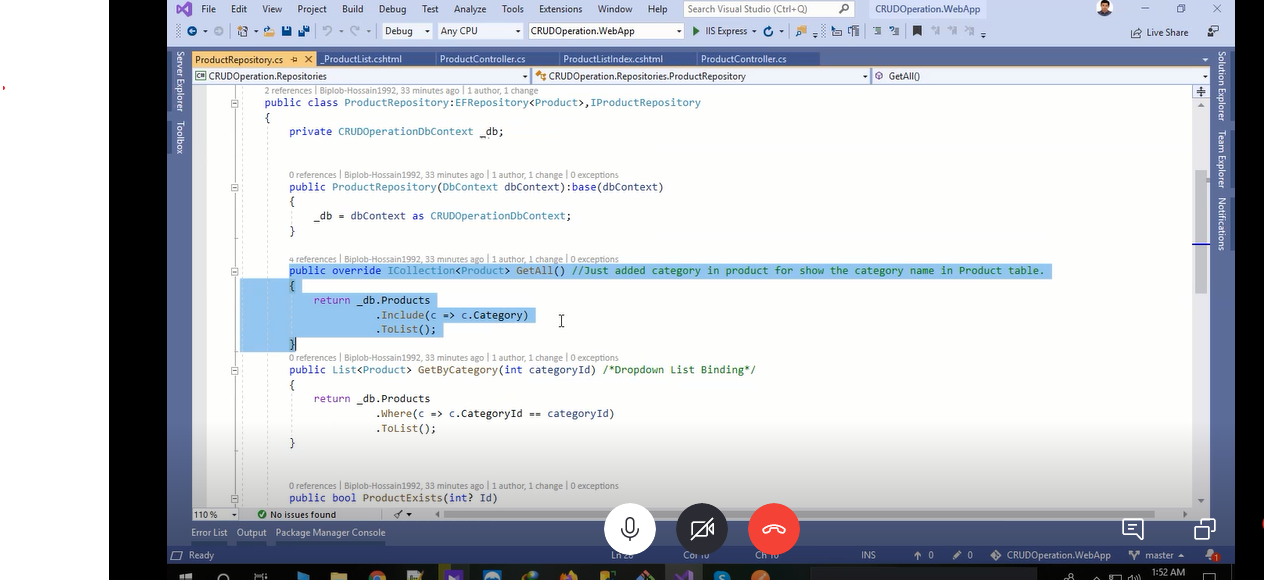 File Edit View Project Build Debug Test Analyze Tools Extensions Window Help Search Visual Studio (Ctrl+Q) CRUDOperation.WebApp
Debug Any CPU CRUDOperation.WebApp IIS Express Live Share
ProductRepository.cs _ProductList.cshtml ProductController.cs ProductListIndex.cshtml ProductController.cs
CRUDOperation.Repositories CRUDOperation.Repositories.ProductRepository GetAll()
Server Explorer
Toolbox
2 references | Biplob-Hossain1992, 33 minutes ago | 1 author, 1 change
public class ProductRepository:EFRepository<Product>,IProductRepository
{
private CRUDOperationDbContext _db;
0 references | Biplob-Hossain1992, 33 minutes ago | 1 author, 1 change | 0 exceptions
public ProductRepository(DbContext dbContext):base(dbContext)
{
_db = dbContext as CRUDOperationDbContext;
}
4 references | Biplob-Hossain1992, 33 minutes ago | 1 author, 1 change | 0 exceptions
public override ICollection<Product> GetAll() //Just added category in product for show the category name in Product table.
{
return _db.Products
.Include(c => c.Category)
.ToList();
}
0 references | Biplob-Hossain1992, 33 minutes ago | 1 author, 1 change | 0 exceptions
public List<Product> GetByCategory(int categoryId) /*Dropdown List Binding*/
{
return _db.Products
.Where(c => c.CategoryId == categoryId)
.ToList();
}
0 references | Biplob-Hossain1992, 33 minutes ago | 1 author, 1 change | 0 exceptions
public bool ProductExists(int? Id)
Solution Explorer
Team Explorer
Notifications
110 % No issues found
Error List Output Package Manager Console
Ready INS 0 0 CRUDOperation.WebApp master 1
1:52 AM